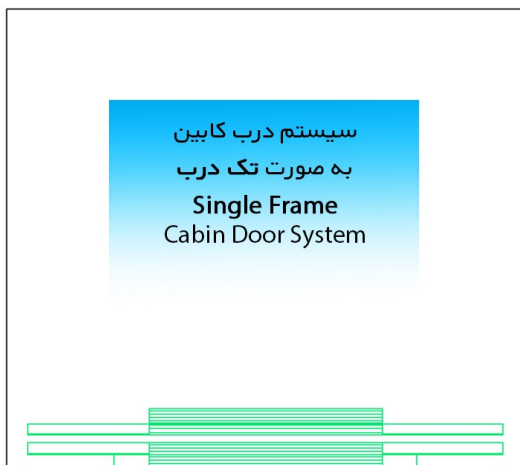 سیستم درب کابین
به صورت تک درب
Single Frame
Cabin Door System